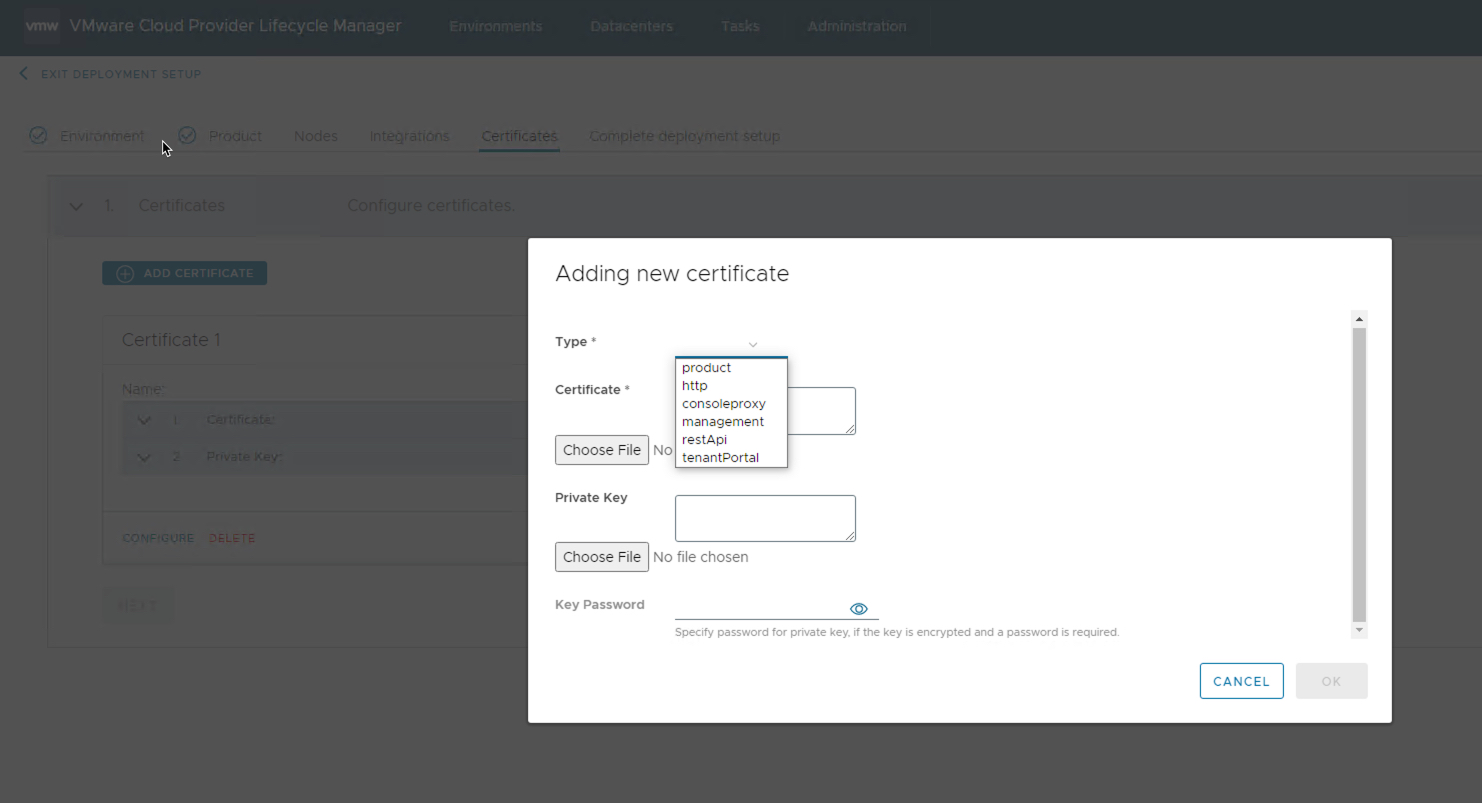 vmw VMware Cloud Provider Lifecycle Manager Environments Datacenters Tasks Administration
EXIT DEPLOYMENT SETUP
Environment Product Nodes Integrations Certificates Complete deployment setup
1. Certificates Configure certificates.
ADD CERTIFICATE
Certificate 1
Name:
1 Certificate:
2 Private Key:
CONFIGURE DELETE
NEXT
Adding new certificate
Type *
product
http
consoleproxy
management
restApi
tenantPortal
Certificate *
Choose File No
Private Key
Choose File No file chosen
Key Password
Specify password for private key, if the key is encrypted and a password is required.
CANCEL OK